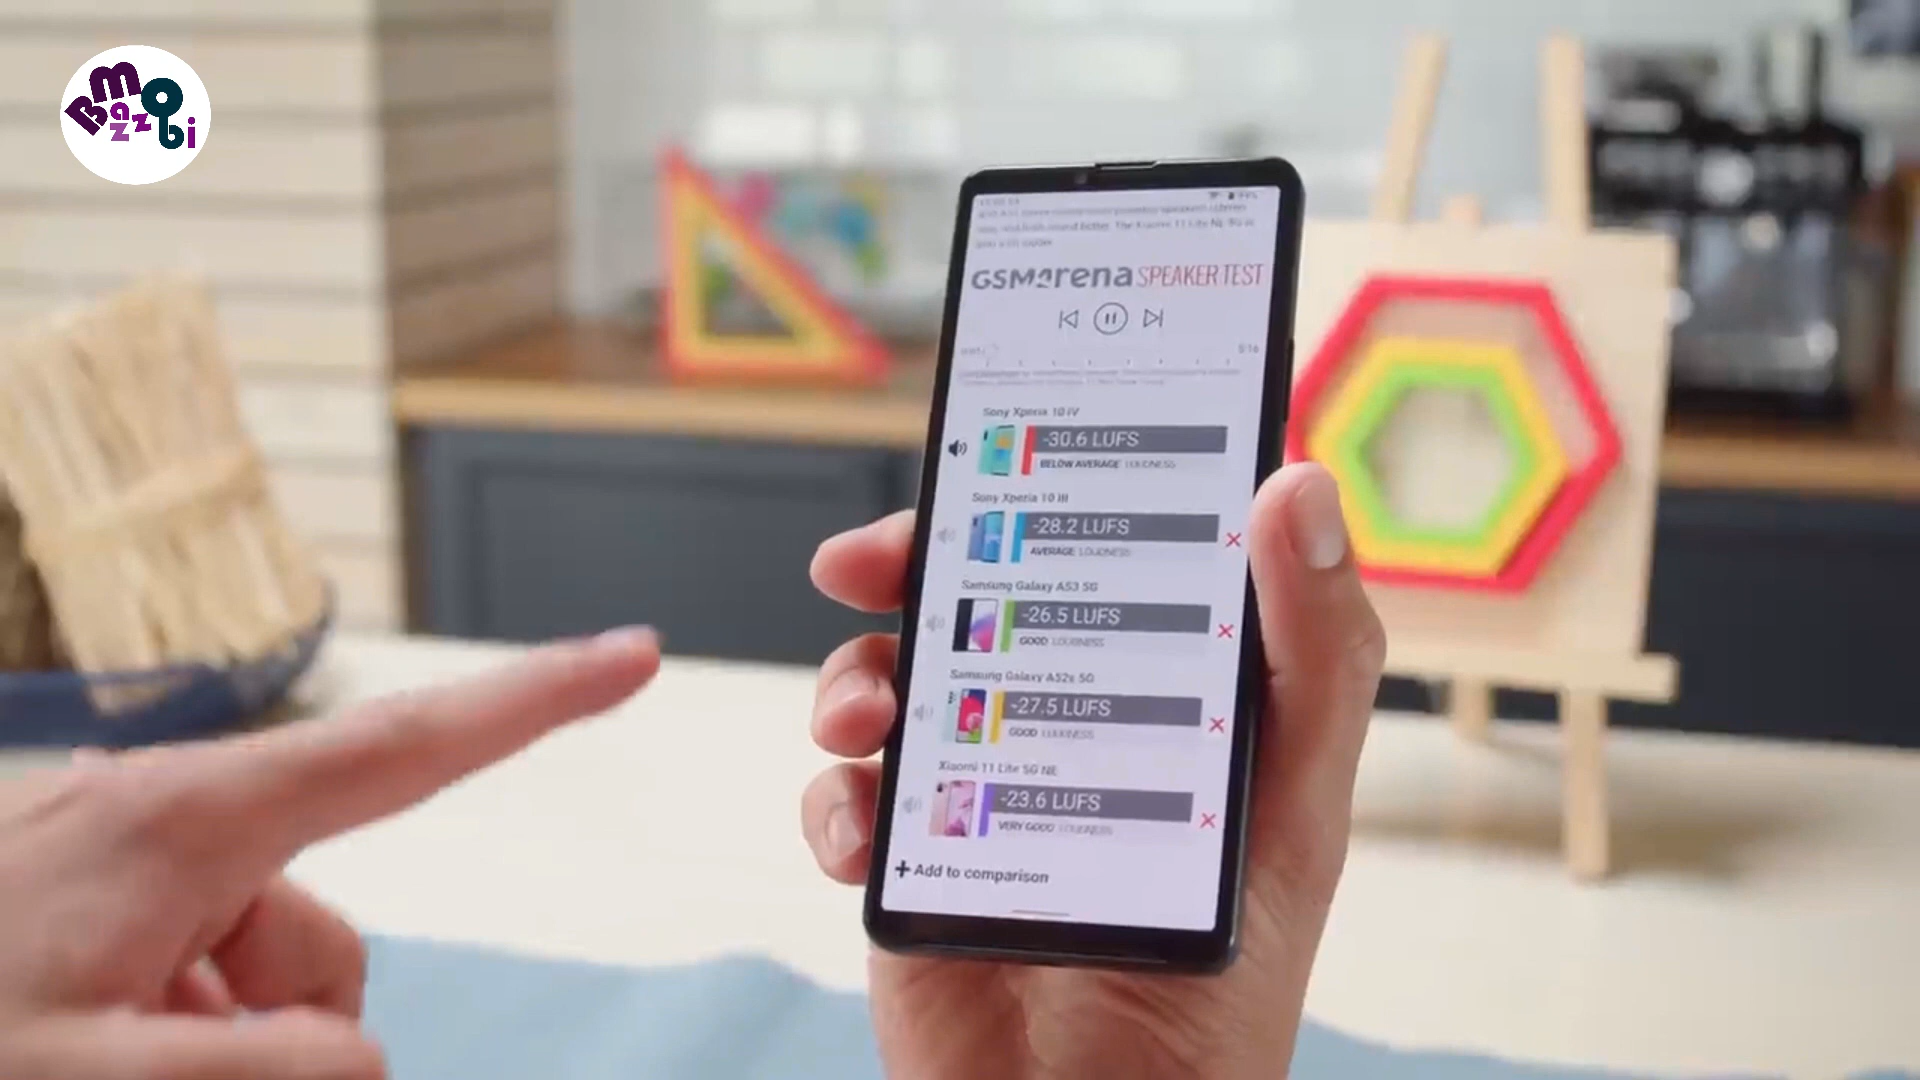 Bmobi
azz
GSMArena SPEAKER TEST
Sony Xperia 10 IV
-30.6 LUFS
BELOW AVERAGE LOUDNESS
Sony Xperia 10 III
-28.2 LUFS
AVERAGE LOUDNESS
Samsung Galaxy A53 5G
-26.5 LUFS
GOOD LOUDNESS
Samsung Galaxy A52s 5G
-27.5 LUFS
GOOD LOUDNESS
Xiaomi 11 Lite 5G NE
-23.6 LUFS
VERY GOOD LOUDNESS
Add to comparison